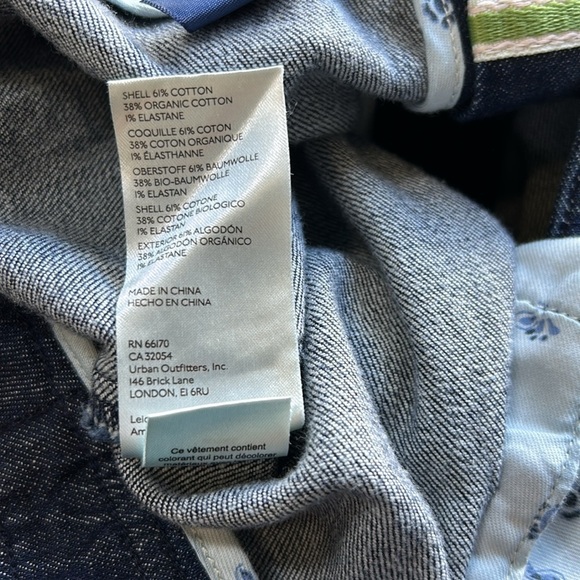 SHELL 61% COTTON
38% ORGANIC COTTON
1% ELASTANE
COQUILLE 61% COTON
38% COTON ORGANIQUE
1% ÉLASTHANNE
OBERSTOFF 61% BAUMWOLLE
38% BIO-BAUMWOLLE
1% ELASTAN
SHELL 61% COTONE
38% COTONE BIOLOGICO
1% ELASTAN
EXTERIOR 61% ALGODÓN
38% ALGODÓN ORGÁNICO
1% ELASTANE
MADE IN CHINA
HECHO EN CHINA
RN 66170
CA 32054
Urban Outfitters, Inc.
146 Brick Lane
LONDON, E1 6RU
Ce vêtement contient
colorant qui peut décolorer